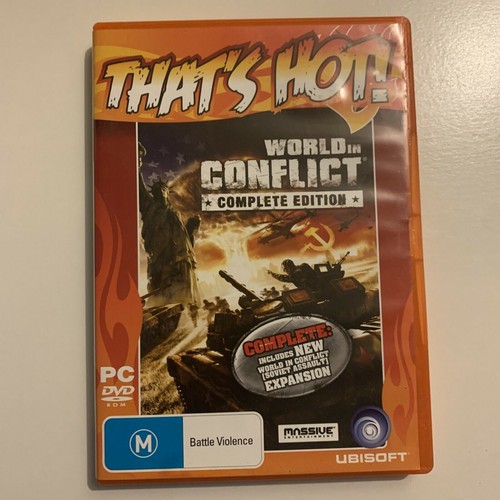 THAT'S HOT!
WORLD IN
CONFLICT
COMPLETE EDITION
COMPLETE:
INCLUDES NEW
WORLD IN CONFLICT
(SOVIET ASSAULT)
EXPANSION
PC
DVD
ROM
M
Battle Violence
MASSIVE
ENTERTAINMENT
UBISOFT